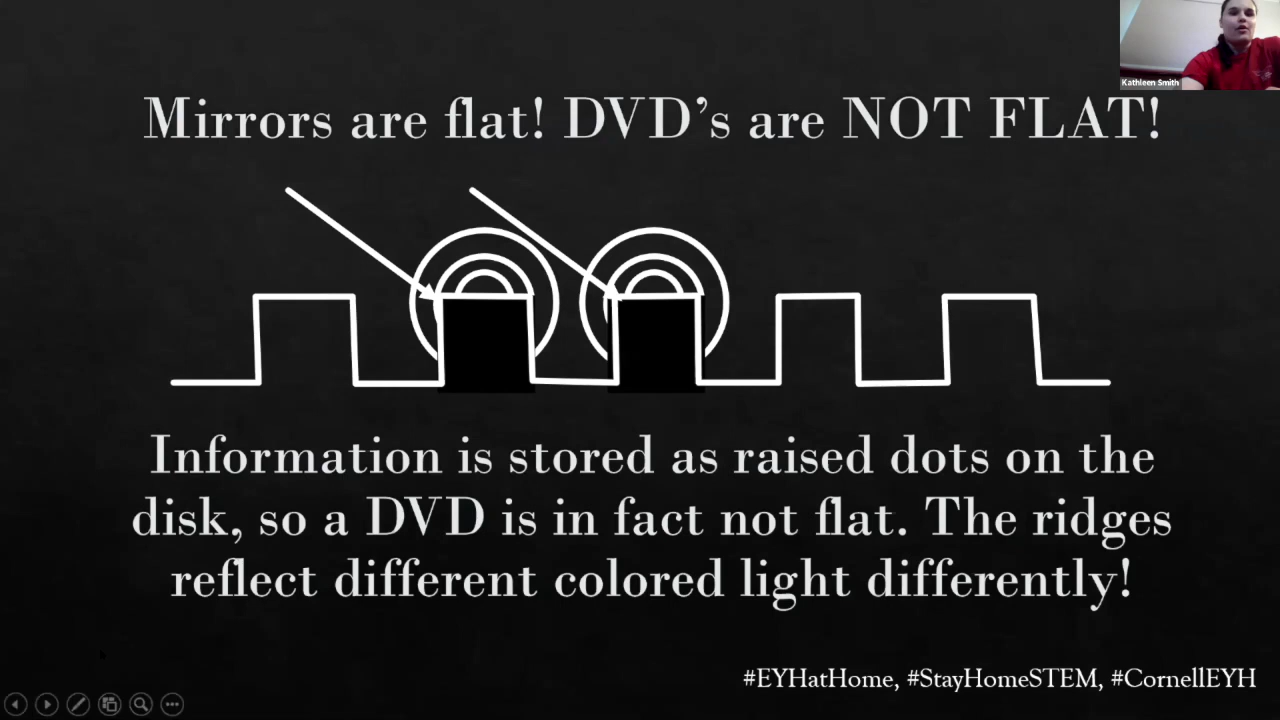 Kathleen Smith
Mirrors are flat! DVD’s are NOT FLAT!
Information is stored as raised dots on the
disk, so a DVD is in fact not flat. The ridges
reflect different colored light differently!
#EYHatHome, #StayHomeSTEM, #CornellEYH